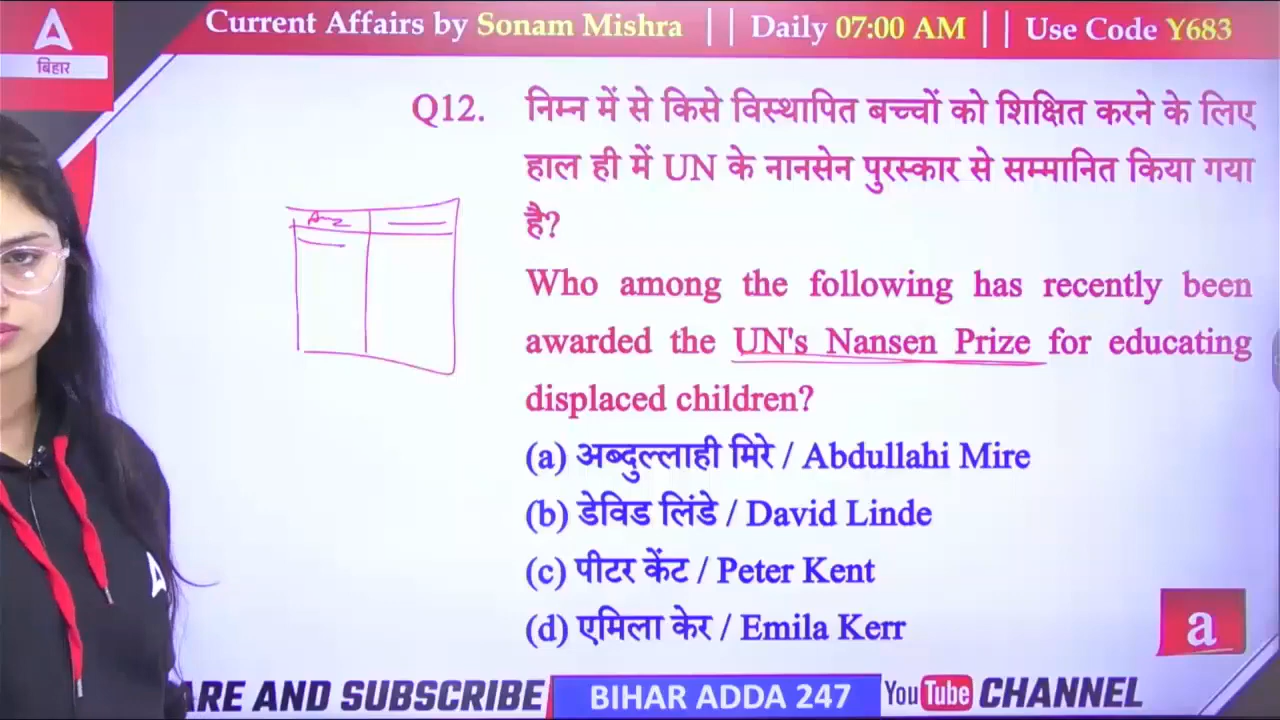 Current Affairs by Sonam Mishra || Daily 07:00 AM || Use Code Y683
A
बिहार
Q12. निम्न में से किसे विस्थापित बच्चों को शिक्षित करने के लिए
हाल ही में UN के नानसेन पुरस्कार से सम्मानित किया गया
है?
Who among the following has recently been
awarded the UN's Nansen Prize for educating
displaced children?
(a) अब्दुल्लाही मिरे / Abdullahi Mire
(b) डेविड लिंडे / David Linde
(c) पीटर केंट / Peter Kent
(d) एमिला केर / Emila Kerr
a
ARE AND SUBSCRIBE BIHAR ADDA 247 YouTube CHANNEL